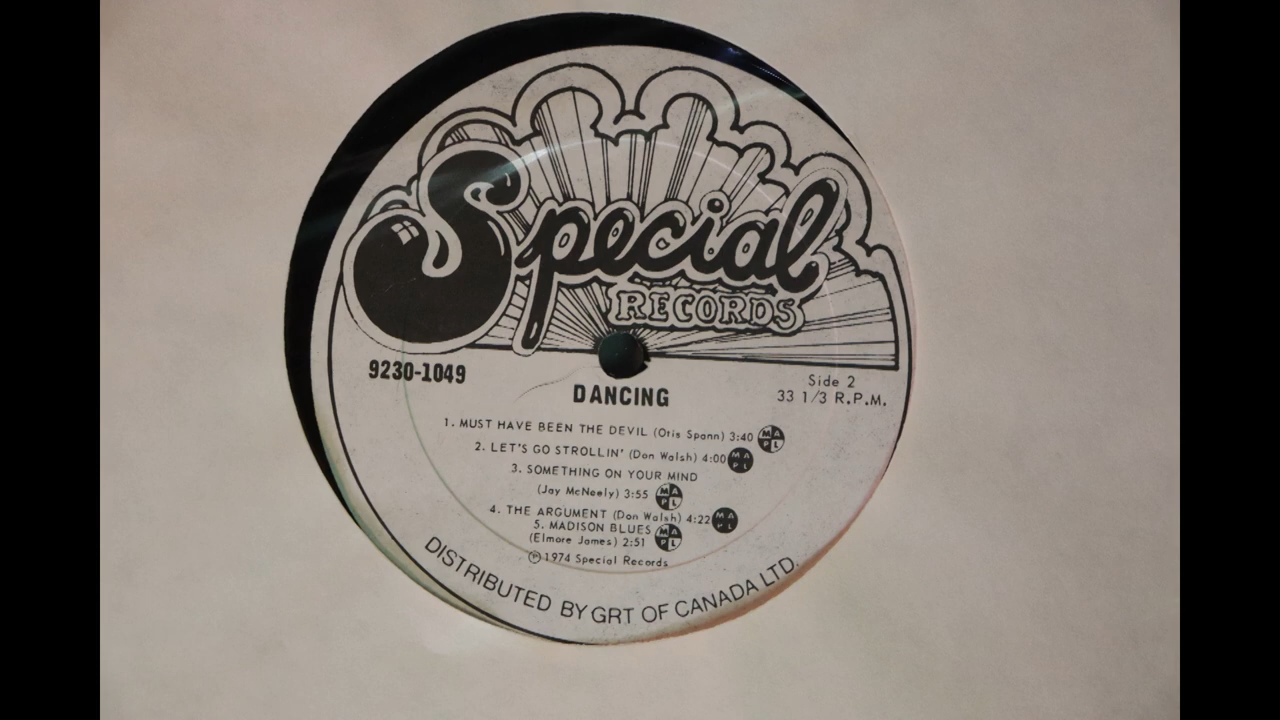 Special
RECORDS
9230-1049
DANCING
Side 2
33 1/3 R.P.M.
1. MUST HAVE BEEN THE DEVIL (Otis Spann) 3:40 M A P L
2. LET'S GO STROLLIN' (Don Walsh) 4:00 M A P L
3. SOMETHING ON YOUR MIND
(Jay McNeely) 3:55 M A P L
4. THE ARGUMENT (Don Walsh) 4:22 M A P L
5. MADISON BLUES M A P L
(Elmore James) 2:51
Ⓟ 1974 Special Records
DISTRIBUTED BY GRT OF CANADA LTD.